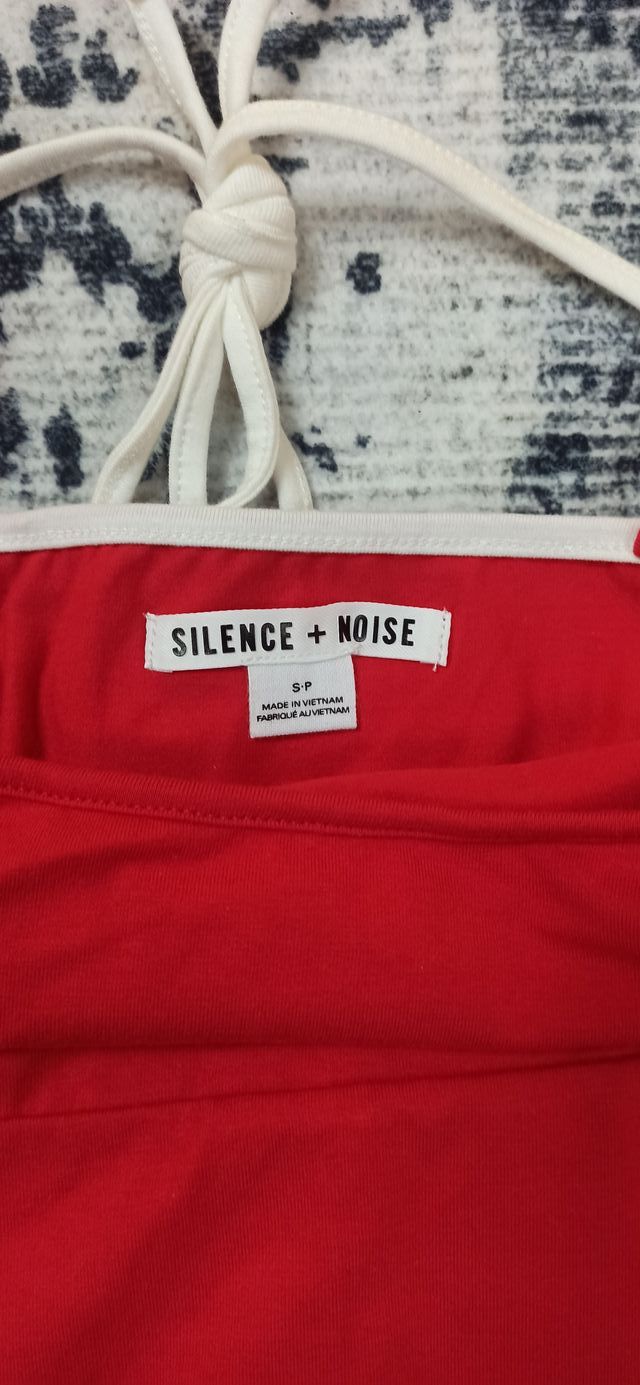 SILENCE + NOISE
S·P
MADE IN VIETNAM
FABRIQUÉ AU VIETNAM